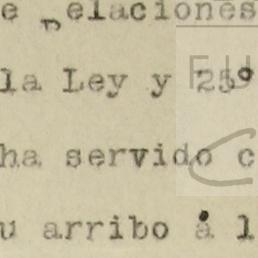 e Relaciones
la Ley y 25º
ha servido c
u arribo a l